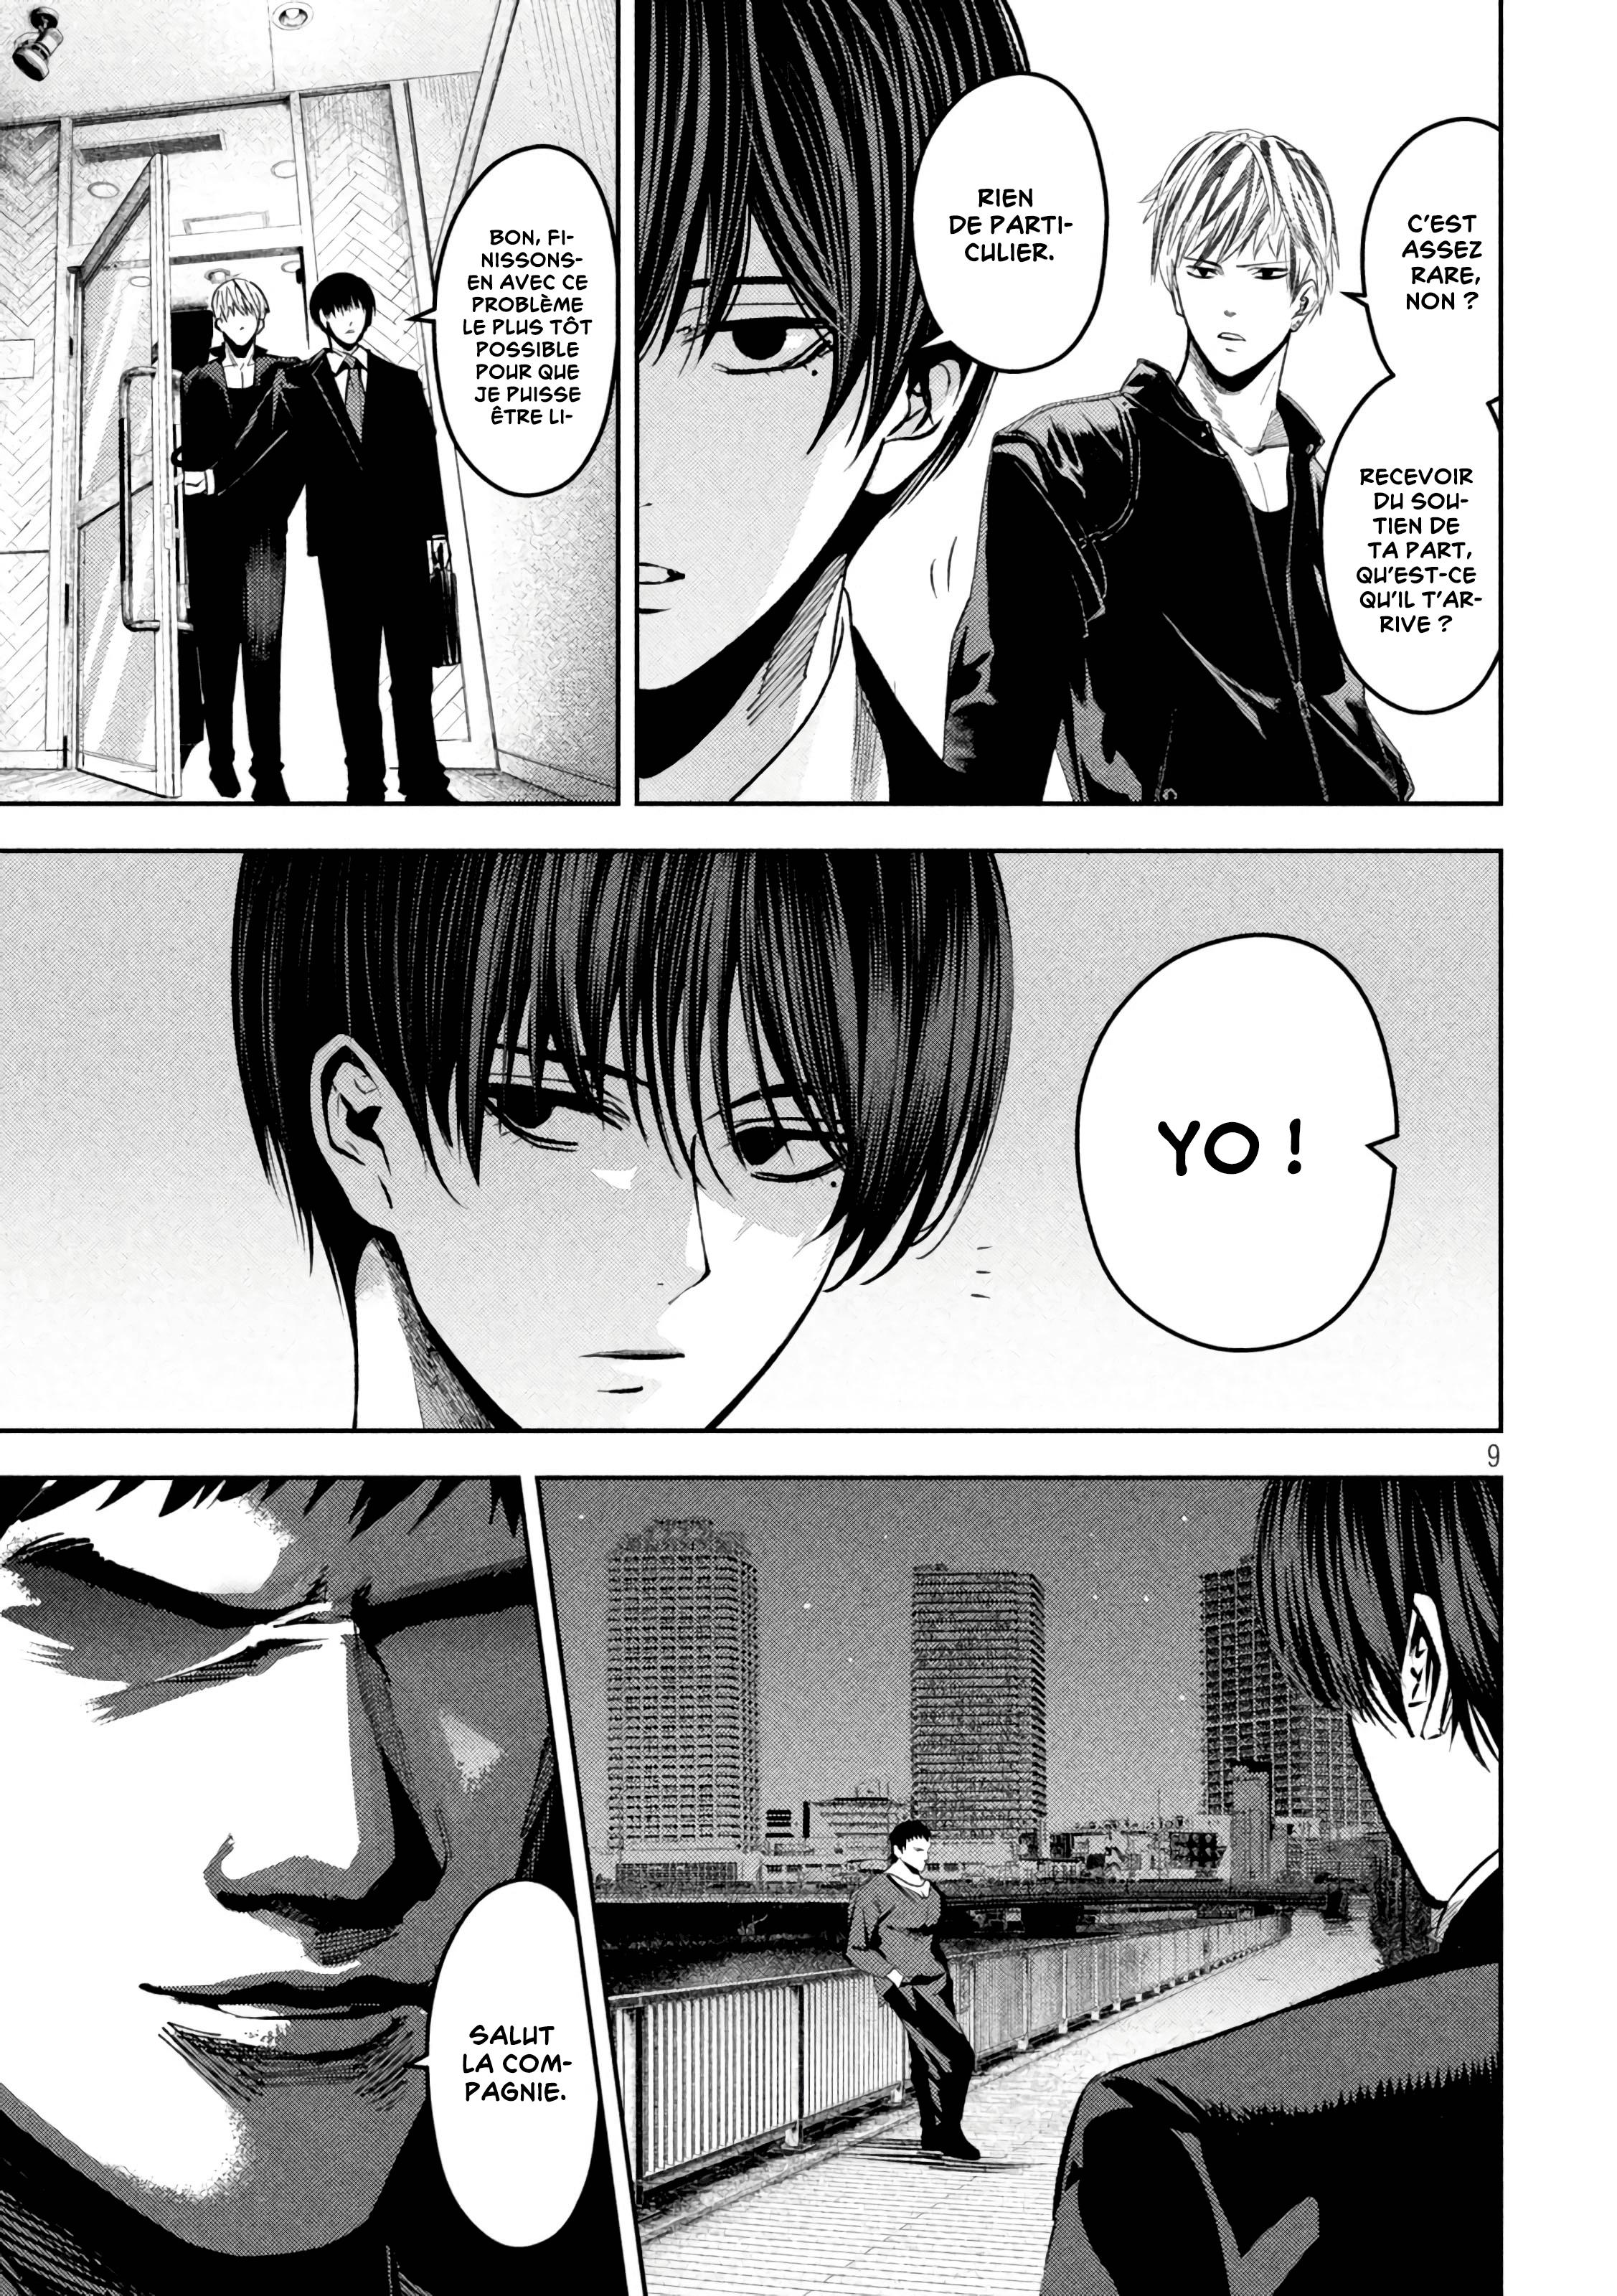 C'EST
ASSEZ
RARE,
NON ?
RECEVOIR
DU SOU-
TIEN DE
TA PART,
QU'EST-CE
QU'IL T'AR-
RIVE ?
RIEN
DE PARTI-
CULIER.
BON, FI-
NISSONS-
EN AVEC CE
PROBLÈME
LE PLUS TÔT
POSSIBLE
POUR QUE
JE PUISSE
ÊTRE LI-
YO !
9
SALUT
LA COM-
PAGNIE.